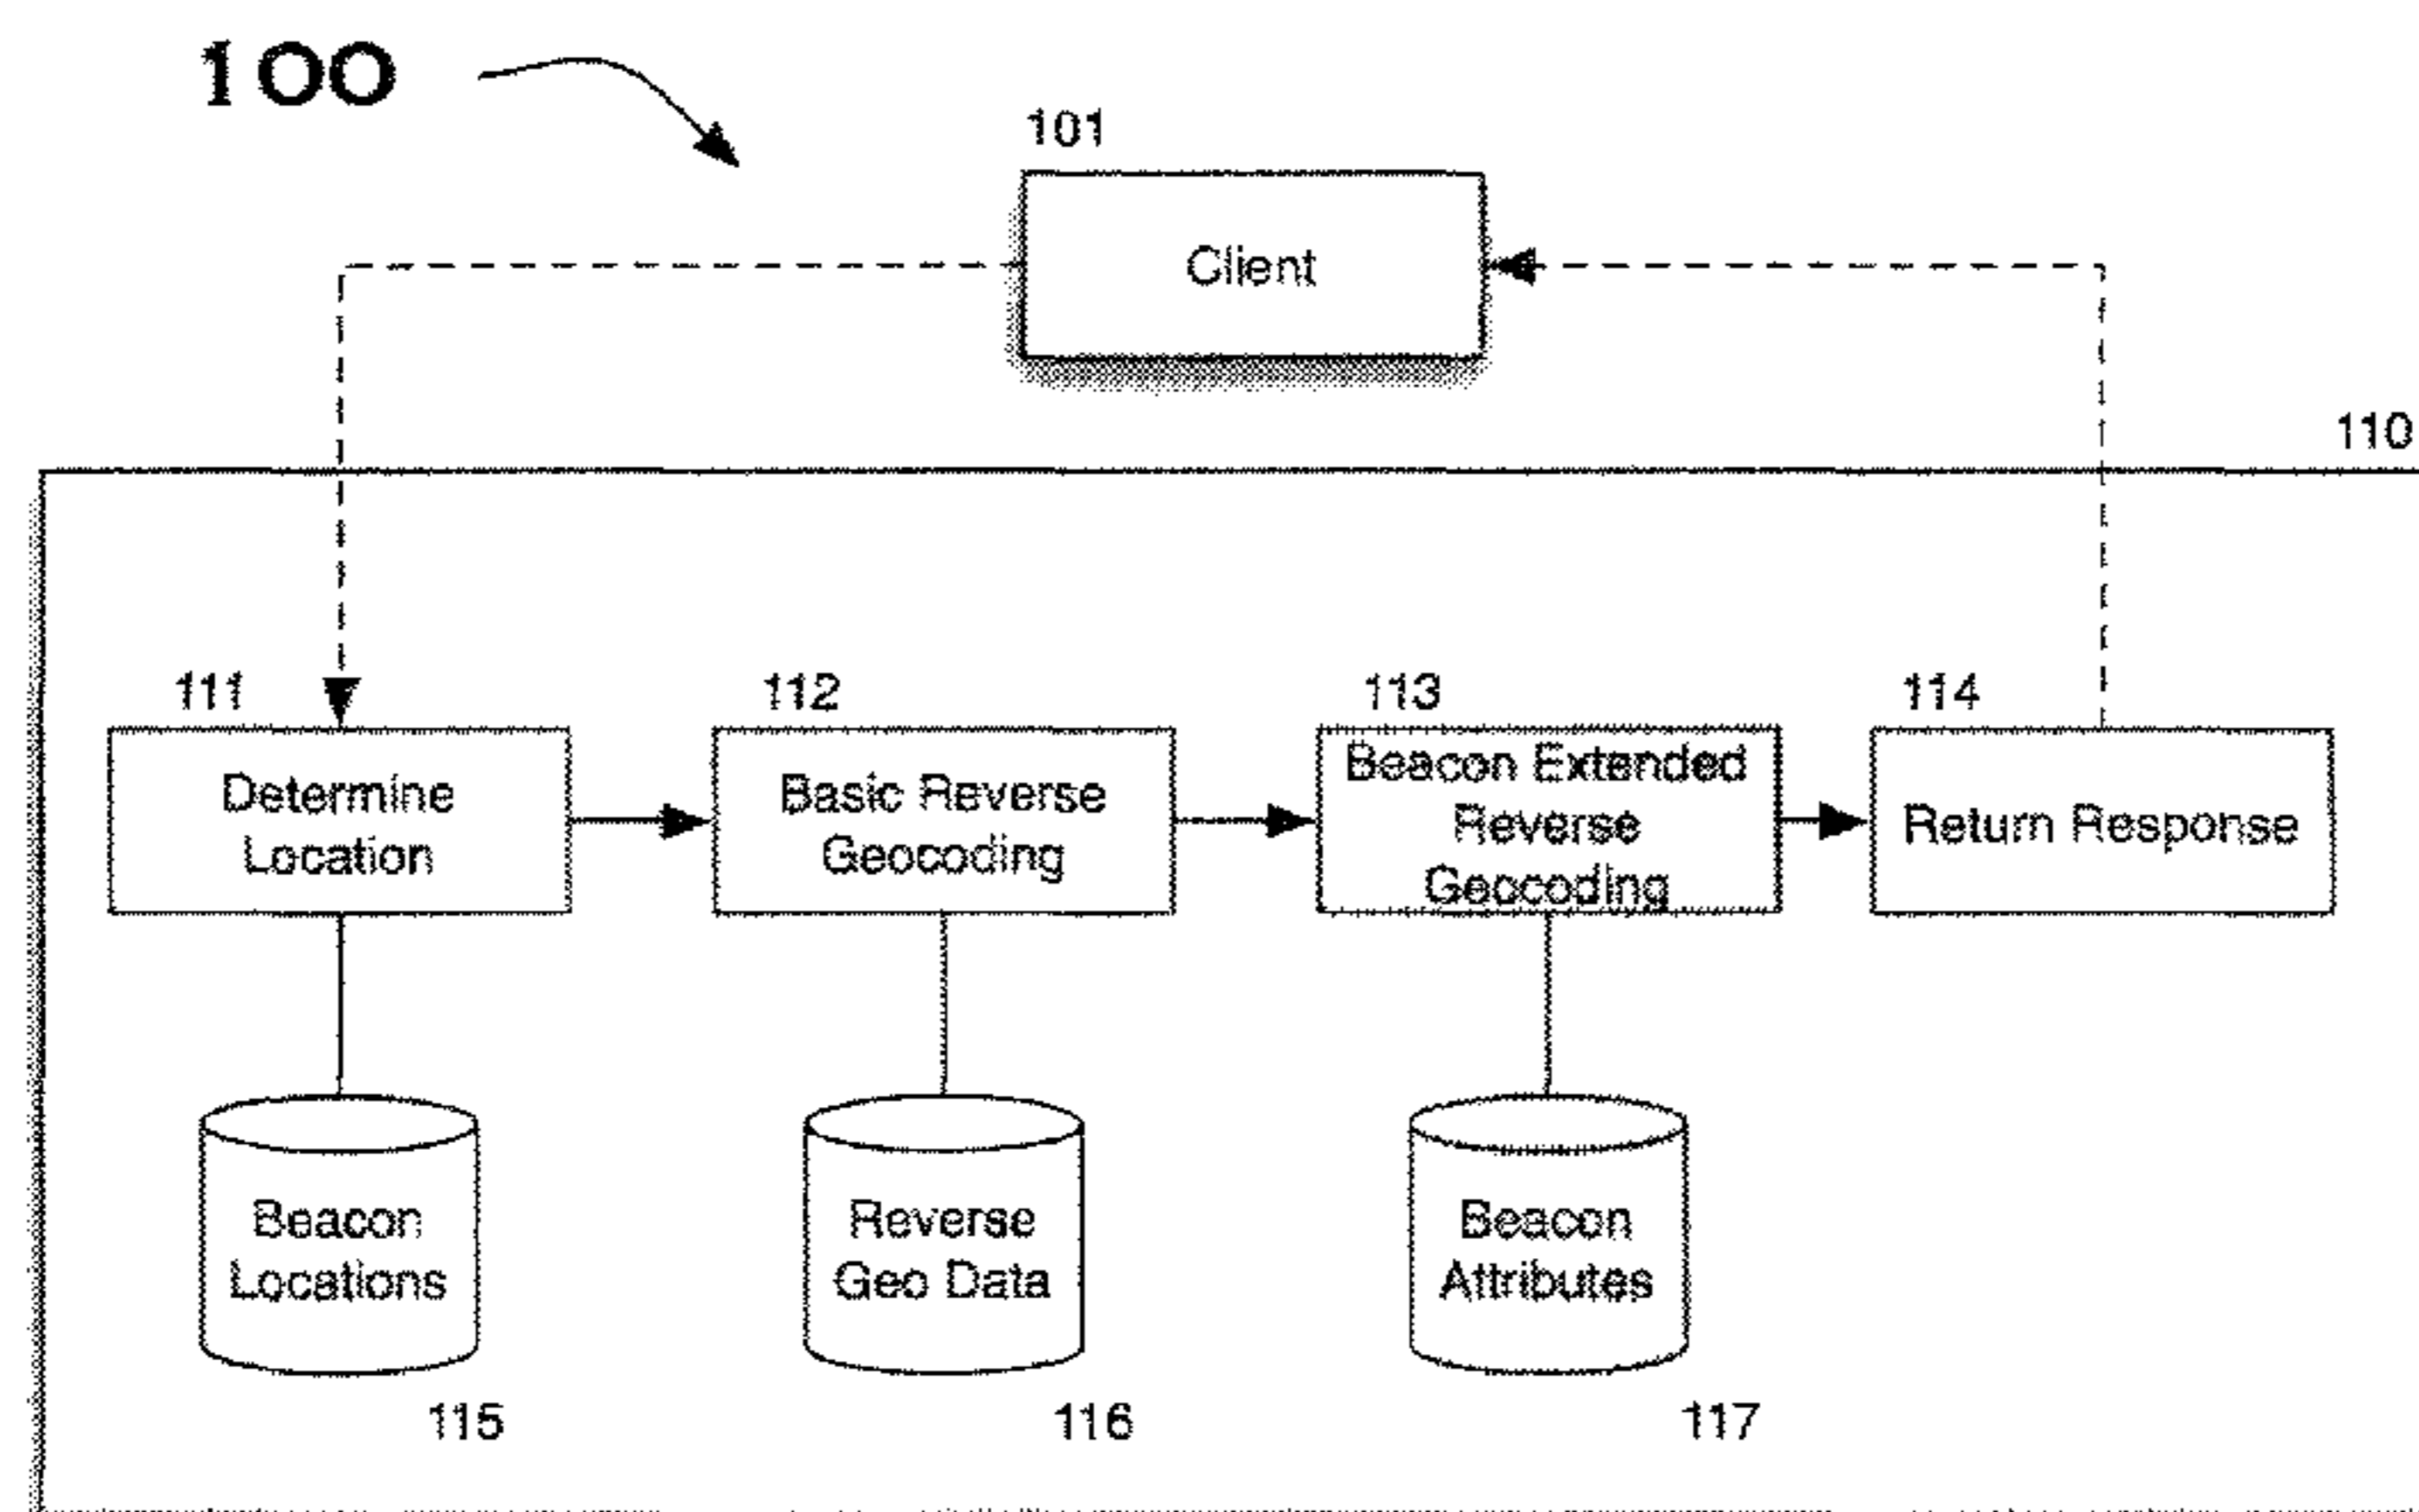 100
101
Client
110
111
112
113
114
Determine
Location
Basic Reverse
Geocoding
Beacon Extended
Reverse
Geocoding
Return Response
Beacon
Locations
Reverse
Geo Data
Beacon
Attributes
115
116
117